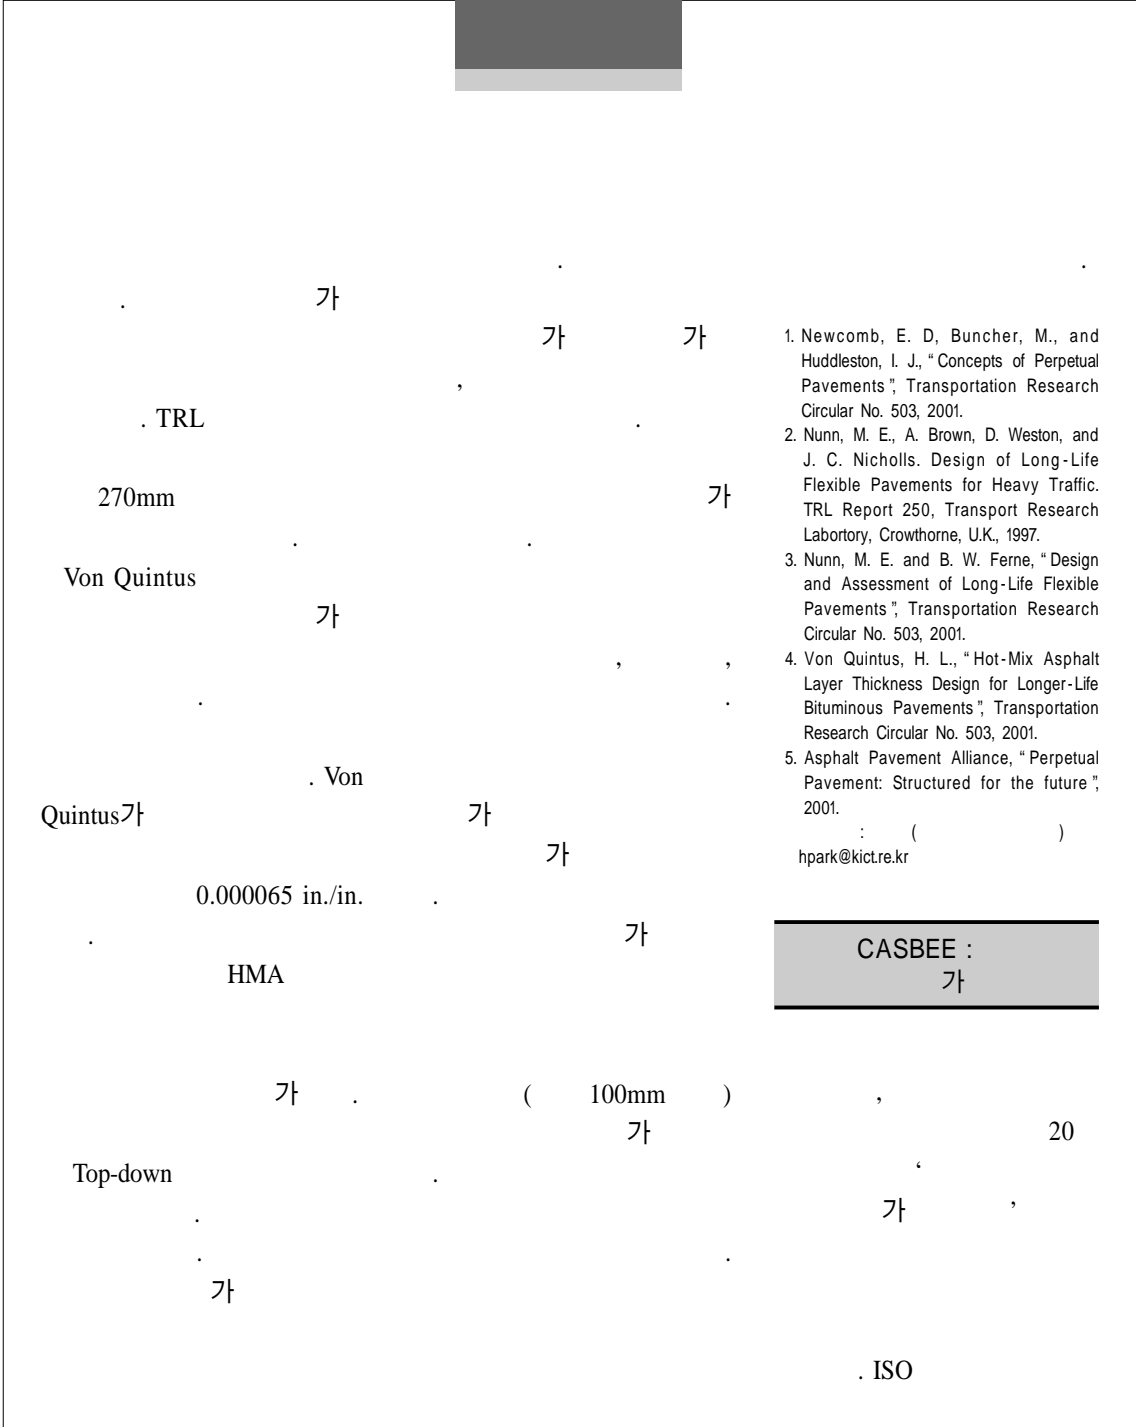 .
. 가
가 가
,
. TRL .
270mm 가
. .
Von Quintus
가
, ,
. .
. Von
Quintus가 가
가
0.000065 in./in. .
. 가
HMA
가 . ( 100mm )
가
Top-down .
.
. .
가
.
1. Newcomb, E. D, Buncher, M., and
Huddleston, I. J., “Concepts of Perpetual
Pavements”, Transportation Research
Circular No. 503, 2001.
2. Nunn, M. E., A. Brown, D. Weston, and
J. C. Nicholls. Design of Long-Life
Flexible Pavements for Heavy Traffic.
TRL Report 250, Transport Research
Labortory, Crowthorne, U.K., 1997.
3. Nunn, M. E. and B. W. Ferne, “Design
and Assessment of Long-Life Flexible
Pavements”, Transportation Research
Circular No. 503, 2001.
4. Von Quintus, H. L., “Hot-Mix Asphalt
Layer Thickness Design for Longer-Life
Bituminous Pavements”, Transportation
Research Circular No. 503, 2001.
5. Asphalt Pavement Alliance, “Perpetual
Pavement: Structured for the future”,
2001.
: ( )
hpark@kict.re.kr
CASBEE :
가
,
20
‘
가 ’
. ISO